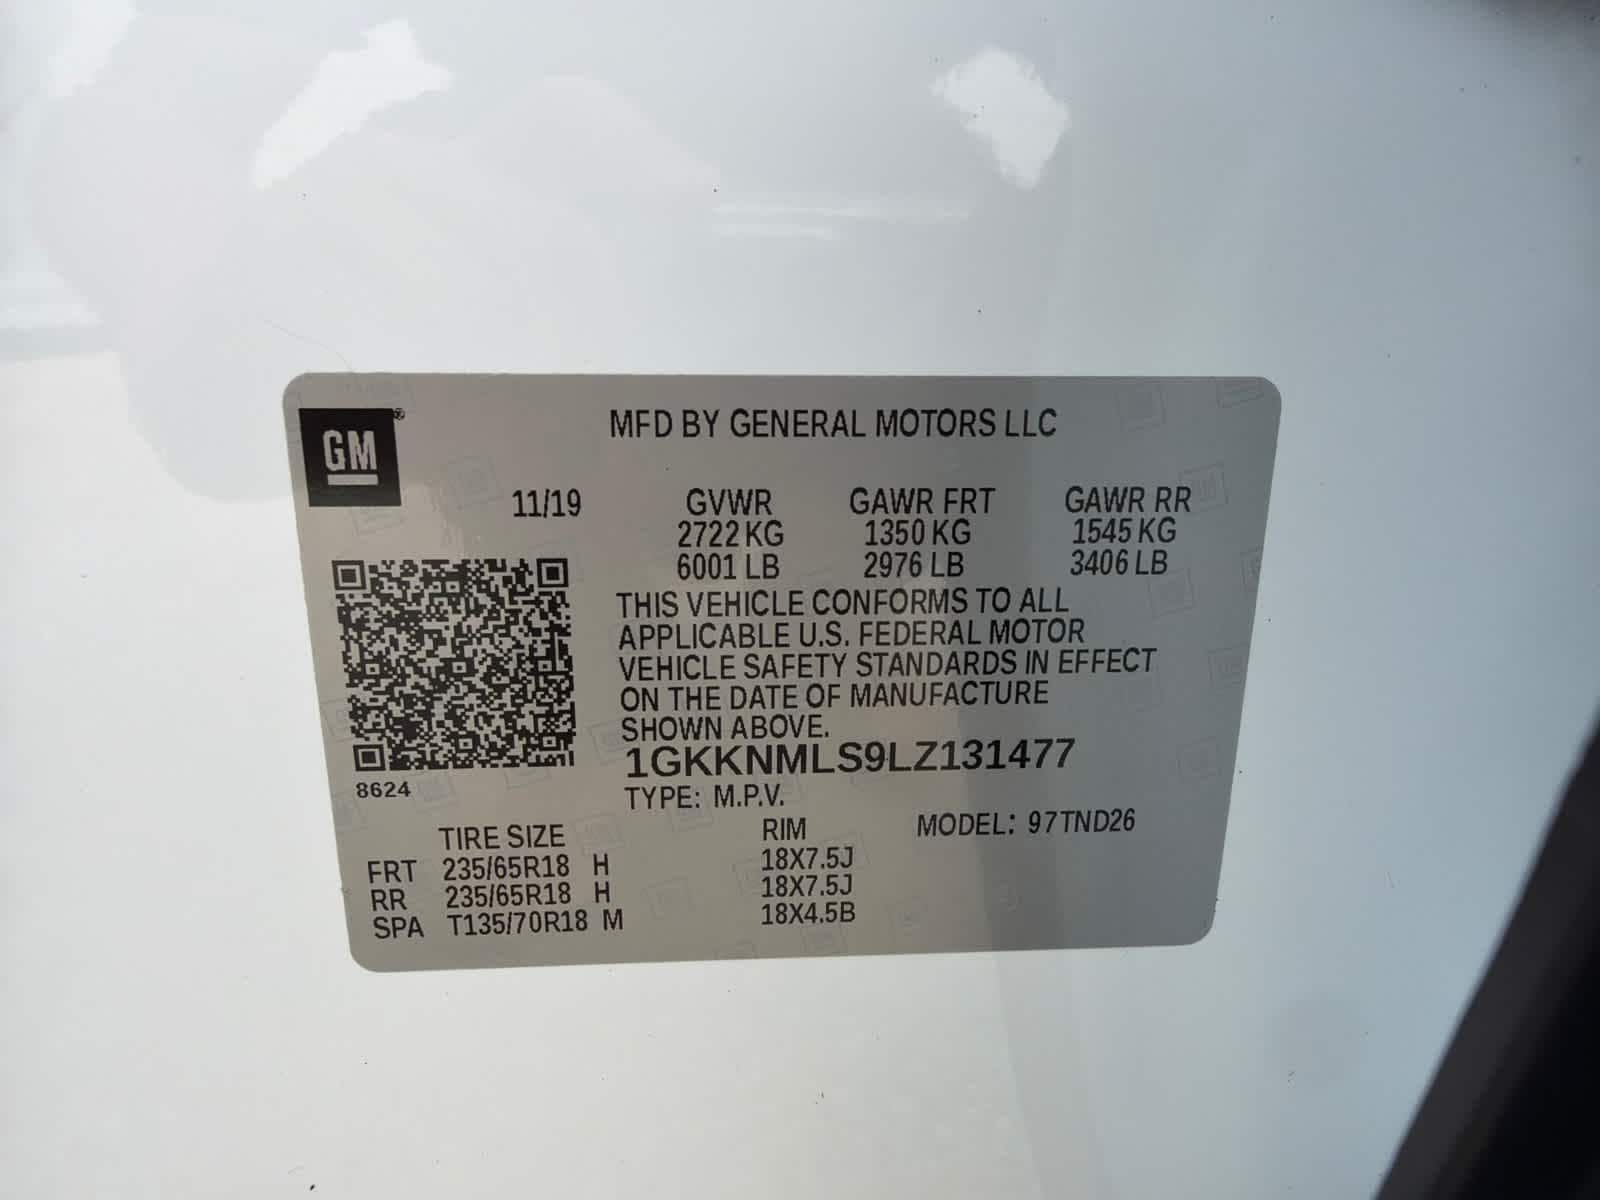 GM®
MFD BY GENERAL MOTORS LLC
11/19 GVWR GAWR FRT GAWR RR
2722 KG 1350 KG 1545 KG
6001 LB 2976 LB 3406 LB
THIS VEHICLE CONFORMS TO ALL
APPLICABLE U.S. FEDERAL MOTOR
VEHICLE SAFETY STANDARDS IN EFFECT
ON THE DATE OF MANUFACTURE
SHOWN ABOVE.
1GKKNMLS9LZ131477
8624
TYPE: M.P.V.
TIRE SIZE RIM MODEL: 97TND26
FRT 235/65R18 H 18X7.5J
RR 235/65R18 H 18X7.5J
SPA T135/70R18 M 18X4.5B